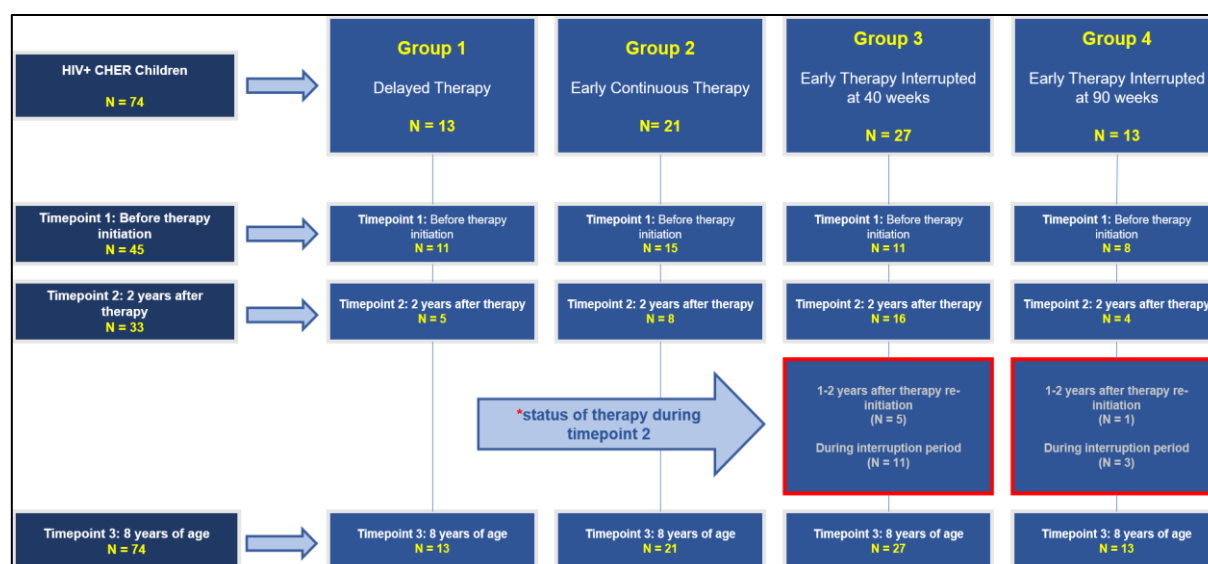 HIV+ CHER Children
N = 74
Group 1
Delayed Therapy
N = 13
Group 2
Early Continuous Therapy
N= 21
Group 3
Early Therapy Interrupted
at 40 weeks
N = 27
Group 4
Early Therapy Interrupted
at 90 weeks
N = 13
Timepoint 1: Before therapy
initiation
N = 45
Timepoint 1: Before therapy
initiation
N = 11
Timepoint 1: Before therapy
initiation
N = 15
Timepoint 1: Before therapy
initiation
N = 11
Timepoint 1: Before therapy
initiation
N = 8
Timepoint 2: 2 years after
therapy
N = 33
Timepoint 2: 2 years after therapy
N = 5
Timepoint 2: 2 years after therapy
N = 8
Timepoint 2: 2 years after therapy
N = 16
Timepoint 2: 2 years after therapy
N = 4
*status of therapy during
timepoint 2
1-2 years after therapy re-
initiation
(N = 5)
During interruption period
(N = 11)
1-2 years after therapy re-
initiation
(N = 1)
During interruption period
(N = 3)
Timepoint 3: 8 years of age
N = 74
Timepoint 3: 8 years of age
N = 13
Timepoint 3: 8 years of age
N = 21
Timepoint 3: 8 years of age
N = 27
Timepoint 3: 8 years of age
N = 13